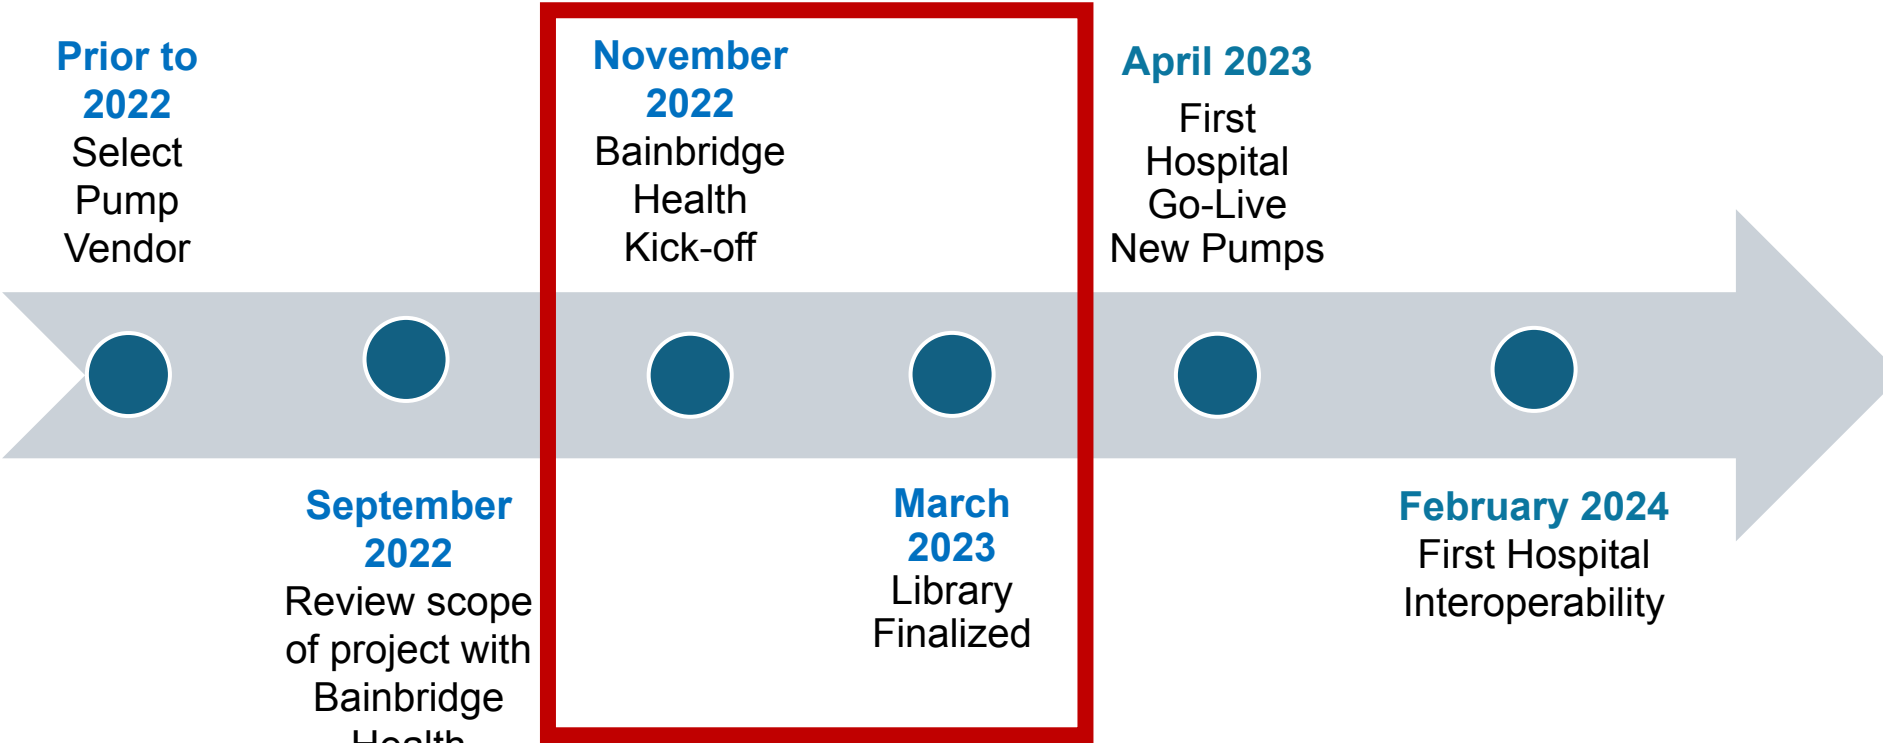 Prior to
2022
Select
Pump
Vendor
September
2022
Review scope
of project with
Bainbridge
Health
November
2022
Bainbridge
Health
Kick-off
March
2023
Library
Finalized
April 2023
First
Hospital
Go-Live
New Pumps
February 2024
First Hospital
Interoperability